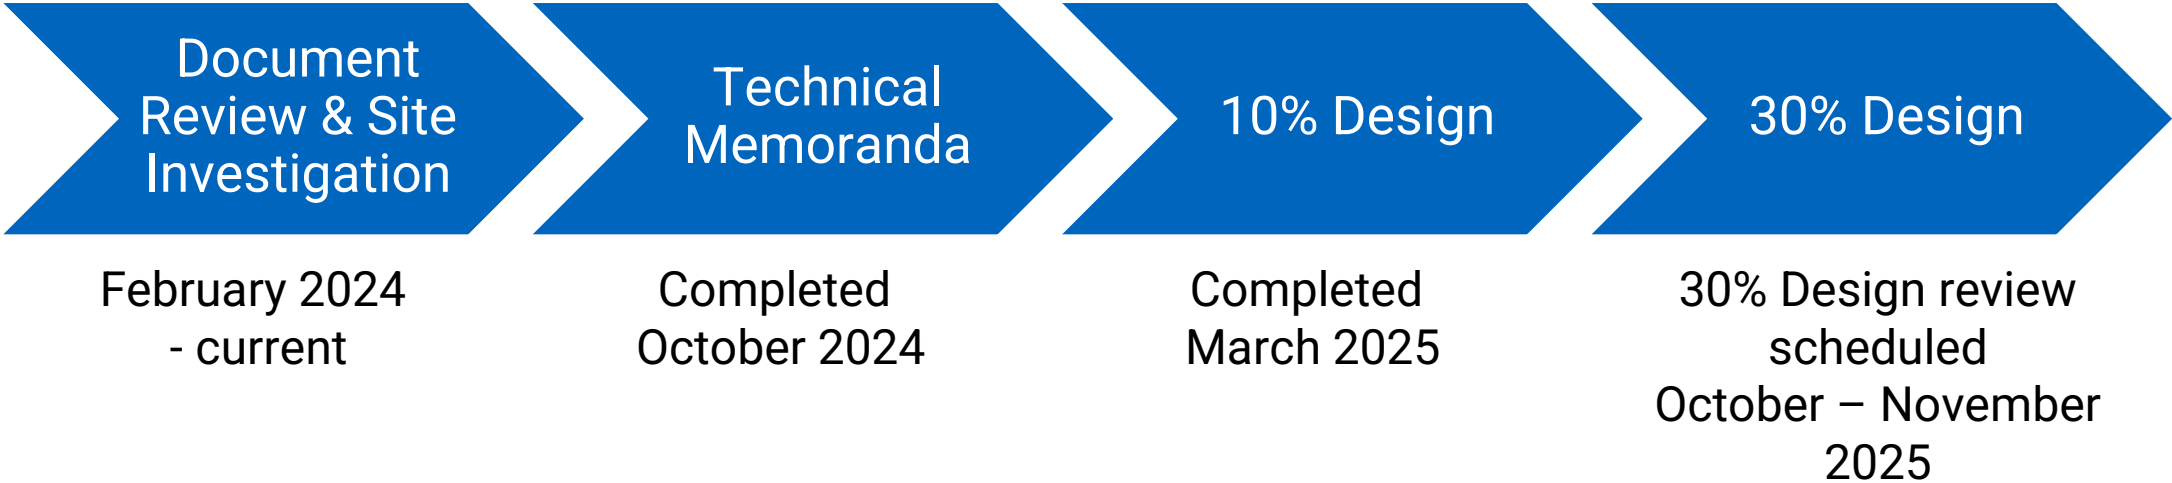 Document
Review & Site
Investigation
February 2024
- current
Technical
Memoranda
Completed
October 2024
10% Design
Completed
March 2025
30% Design
30% Design review
scheduled
October – November
2025